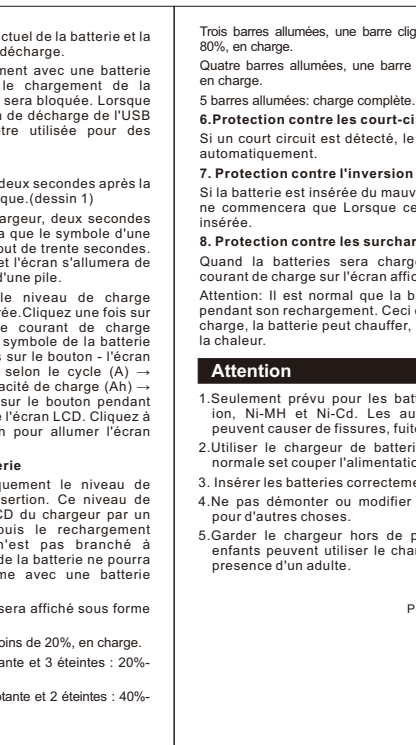 ctuel de la batterie et la
décharge.
ment avec une batterie
le chargement de la
sera bloquée. Lorsque
n de décharge de l'USB
tre utilisée pour des
deux secondes après la
que.(dessin 1)
argeur, deux secondes
a que le symbole d'une
out de trente secondes.
et l'écran s'allumera de
d'une pile.
le niveau de charge
rée.Cliquez une fois sur
e courant de charge
symbole de la batterie
s sur le bouton - l'écran
selon le cycle (A) →
acité de charge (Ah) →
sur le bouton pendant
e l'écran LCD. Cliquez à
n pour allumer l'écran
rie
quement le niveau de
sertion. Ce niveau de
CD du chargeur par un
puis le rechargement
n'est pas branché à
de la batterie ne pourra
me avec une batterie
sera affiché sous forme
oins de 20%, en charge.
ante et 3 éteintes : 20%-
otante et 2 éteintes : 40%-
Trois barres allumées, une barre clig
80%, en charge.
Quatre barres allumées, une barre
en charge.
5 barres allumées: charge complète.
6.Protection contre les court-ci
Si un court circuit est détecté, le
automatiquement.
7. Protection contre l'inversion
Si la batterie est insérée du mauv
ne commencera que Lorsque ce
insérée.
8. Protection contre les surchar
Quand la batteries sera charg
courant de charge sur l'écran affic
Attention: Il est normal que la b
pendant son rechargement. Ceci
charge, la batterie peut chauffer,
la chaleur.
Attention
1.Seulement prévu pour les batt
ion, Ni-MH et Ni-Cd. Les au
peuvent causer de fissures, fuite
2.Utiliser le chargeur de batteri
normale set couper l'alimentatio
3. Insérer les batteries correcteme
4.Ne pas démonter ou modifier
pour d'autres choses.
5.Garder le chargeur hors de p
enfants peuvent utiliser le char
presence d'un adulte.
P